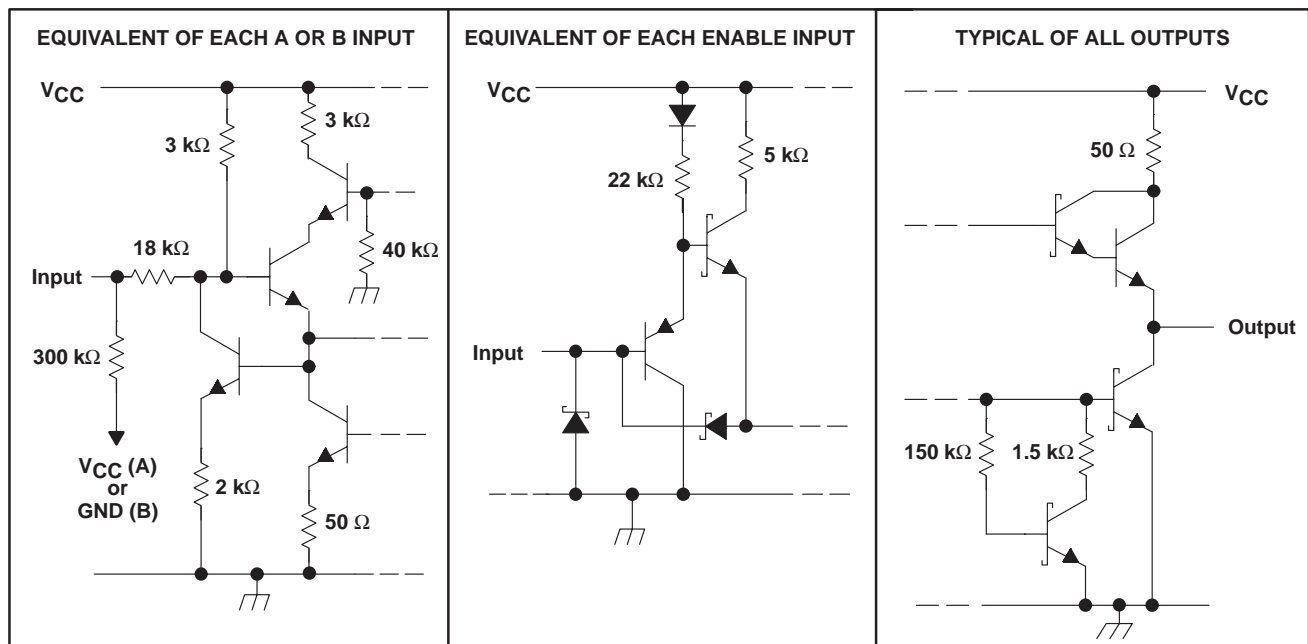 EQUIVALENT OF EACH A OR B INPUT
VCC
3 kΩ
3 kΩ
18 kΩ
40 kΩ
Input
300 kΩ
VCC (A)
or
GND (B)
2 kΩ
50 Ω
EQUIVALENT OF EACH ENABLE INPUT
VCC
5 kΩ
22 kΩ
Input
TYPICAL OF ALL OUTPUTS
VCC
50 Ω
Output
150 kΩ
1.5 kΩ